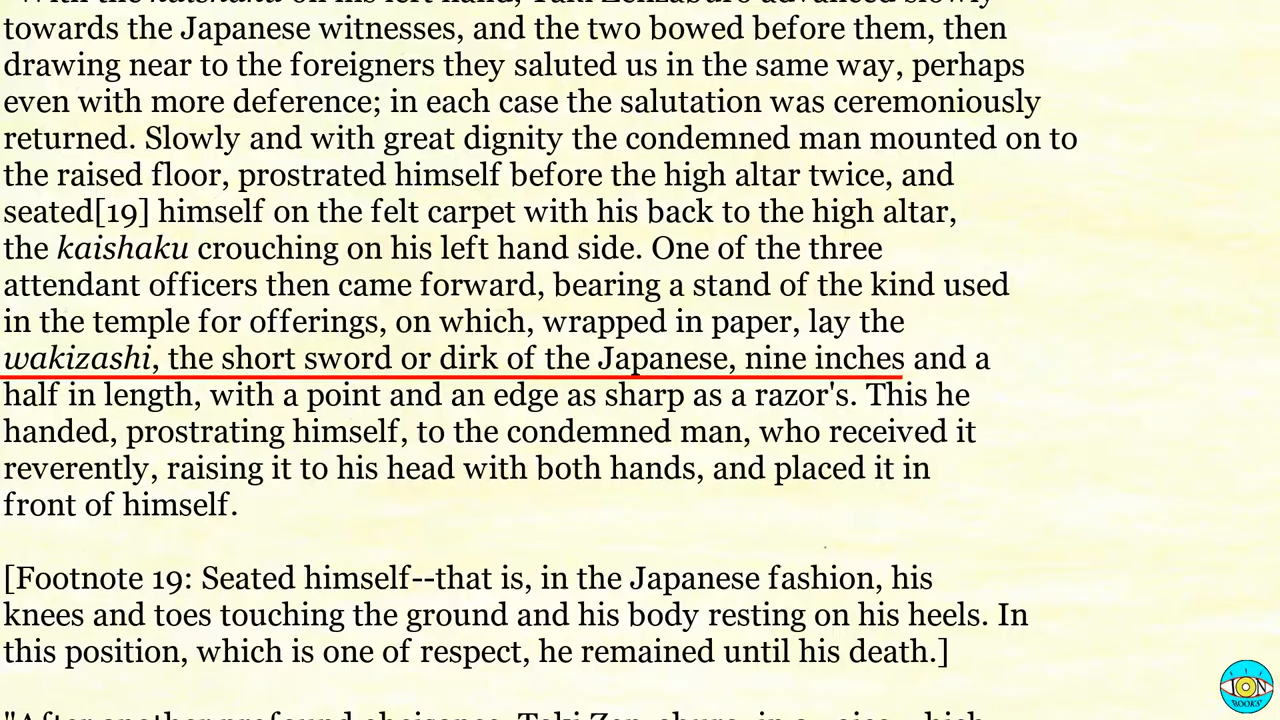 towards the Japanese witnesses, and the two bowed before them, then
drawing near to the foreigners they saluted us in the same way, perhaps
even with more deference; in each case the salutation was ceremoniously
returned. Slowly and with great dignity the condemned man mounted on to
the raised floor, prostrated himself before the high altar twice, and
seated[19] himself on the felt carpet with his back to the high altar,
the kaishaku crouching on his left hand side. One of the three
attendant officers then came forward, bearing a stand of the kind used
in the temple for offerings, on which, wrapped in paper, lay the
wakizashi, the short sword or dirk of the Japanese, nine inches and a
half in length, with a point and an edge as sharp as a razor's. This he
handed, prostrating himself, to the condemned man, who received it
reverently, raising it to his head with both hands, and placed it in
front of himself.
[Footnote 19: Seated himself--that is, in the Japanese fashion, his
knees and toes touching the ground and his body resting on his heels. In
this position, which is one of respect, he remained until his death.]
"After another profound obeisance, Taki
ION
BOOKS